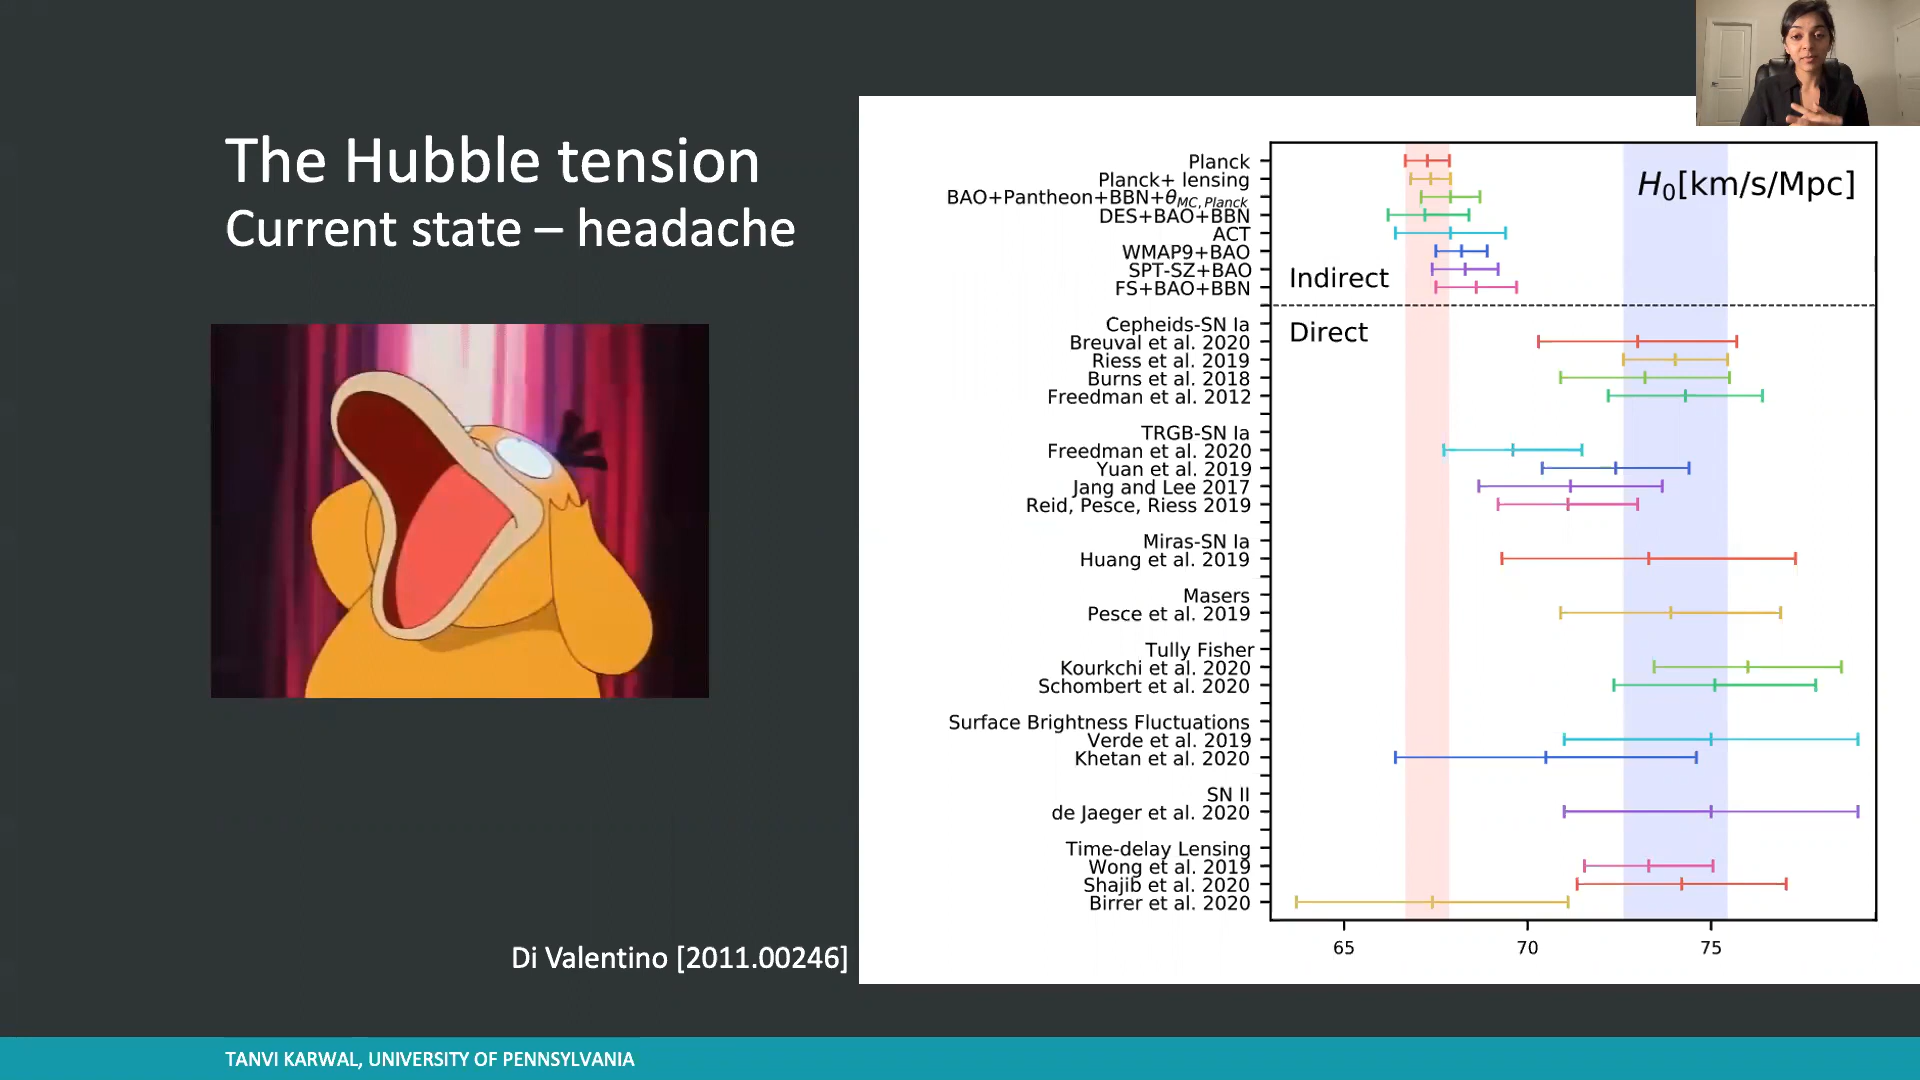 The Hubble tension
Current state – headache
Planck
Planck+ lensing
BAO+Pantheon+BBN+θMC, Planck
DES+BAO+BBN
ACT
WMAP9+BAO
SPT-SZ+BAO
FS+BAO+BBN
H0[km/s/Mpc]
Indirect
Direct
Cepheids-SN Ia
Breuval et al. 2020
Riess et al. 2019
Burns et al. 2018
Freedman et al. 2012
TRGB-SN Ia
Freedman et al. 2020
Yuan et al. 2019
Jang and Lee 2017
Reid, Pesce, Riess 2019
Miras-SN Ia
Huang et al. 2019
Masers
Pesce et al. 2019
Tully Fisher
Kourkchi et al. 2020
Schombert et al. 2020
Surface Brightness Fluctuations
Verde et al. 2019
Khetan et al. 2020
SN II
de Jaeger et al. 2020
Time-delay Lensing
Wong et al. 2019
Shajib et al. 2020
Birrer et al. 2020
65 70 75
Di Valentino [2011.00246]
TANVI KARWAL, UNIVERSITY OF PENNSYLVANIA